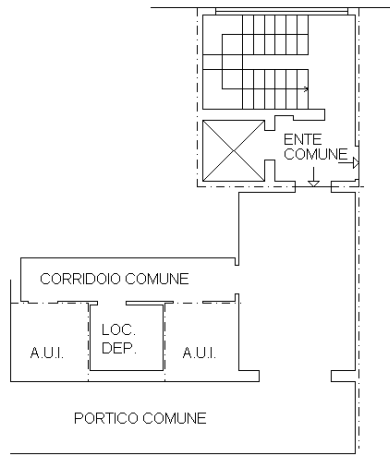 ENTE
COMUNE
CORRIDOIO COMUNE
LOC.
DEP.
A.U.I.
A.U.I.
PORTICO COMUNE